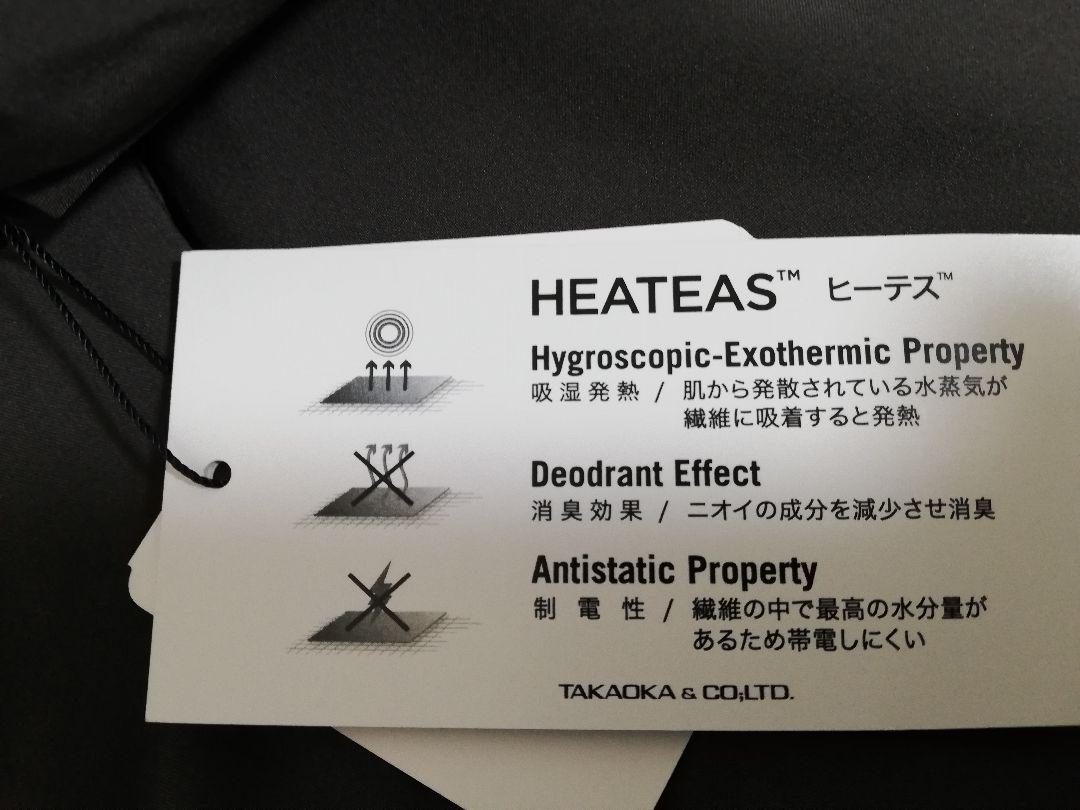 HEATEAS™ ヒーテス™
Hygroscopic-Exothermic Property
吸湿発熱 / 肌から発散されている水蒸気が
繊維に吸着すると発熱
Deodrant Effect
消臭効果 / ニオイの成分を減少させ消臭
Antistatic Property
制電性 / 繊維の中で最高の水分量が
あるため帯電しにくい
TAKAOKA & CO;LTD.